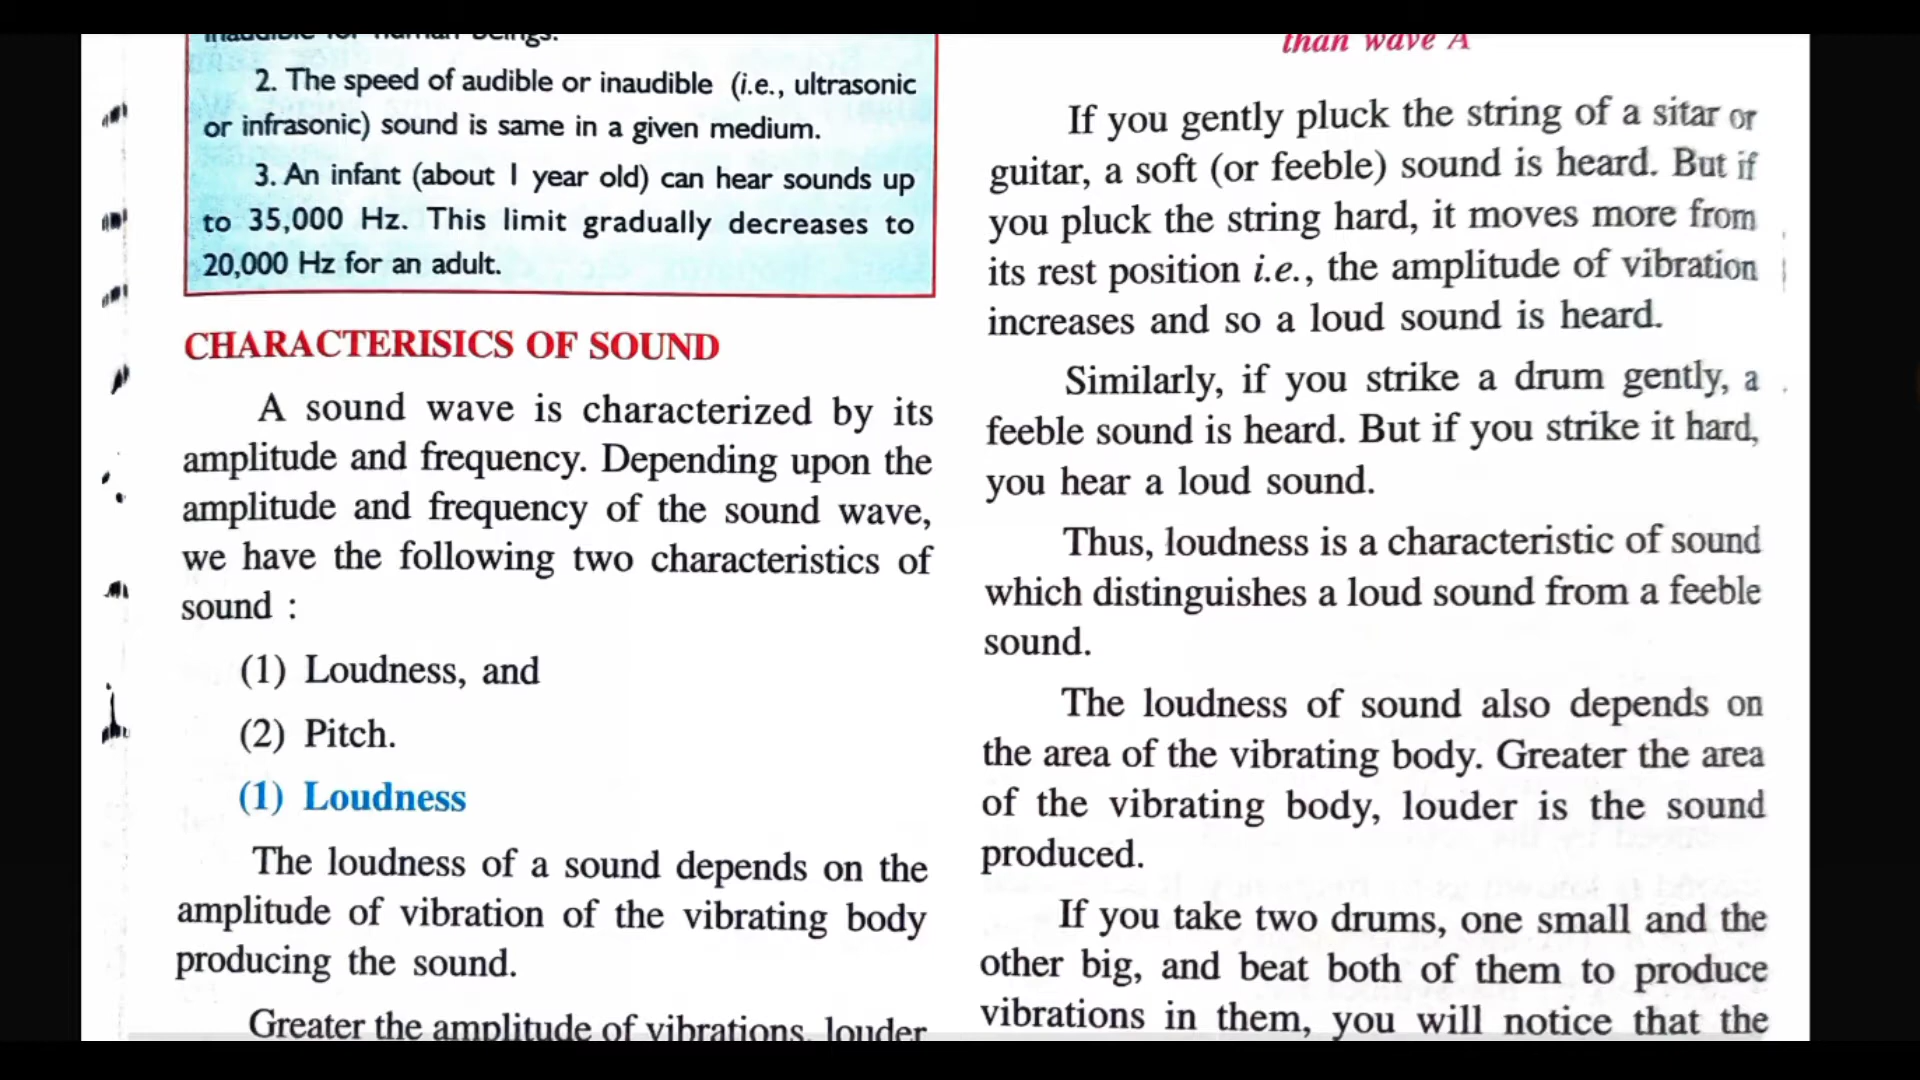 inaudible for human beings.
2. The speed of audible or inaudible (i.e., ultrasonic
or infrasonic) sound is same in a given medium.
3. An infant (about 1 year old) can hear sounds up
to 35,000 Hz. This limit gradually decreases to
20,000 Hz for an adult.
CHARACTERISICS OF SOUND
A sound wave is characterized by its
amplitude and frequency. Depending upon the
amplitude and frequency of the sound wave,
we have the following two characteristics of
sound :
(1) Loudness, and
(2) Pitch.
(1) Loudness
The loudness of a sound depends on the
amplitude of vibration of the vibrating body
producing the sound.
Greater the amplitude of vibrations, louder
than wave A
If you gently pluck the string of a sitar or
guitar, a soft (or feeble) sound is heard. But if
you pluck the string hard, it moves more from
its rest position i.e., the amplitude of vibration
increases and so a loud sound is heard.
Similarly, if you strike a drum gently, a
feeble sound is heard. But if you strike it hard,
you hear a loud sound.
Thus, loudness is a characteristic of sound
which distinguishes a loud sound from a feeble
sound.
The loudness of sound also depends on
the area of the vibrating body. Greater the area
of the vibrating body, louder is the sound
produced.
If you take two drums, one small and the
other big, and beat both of them to produce
vibrations in them, you will notice that the